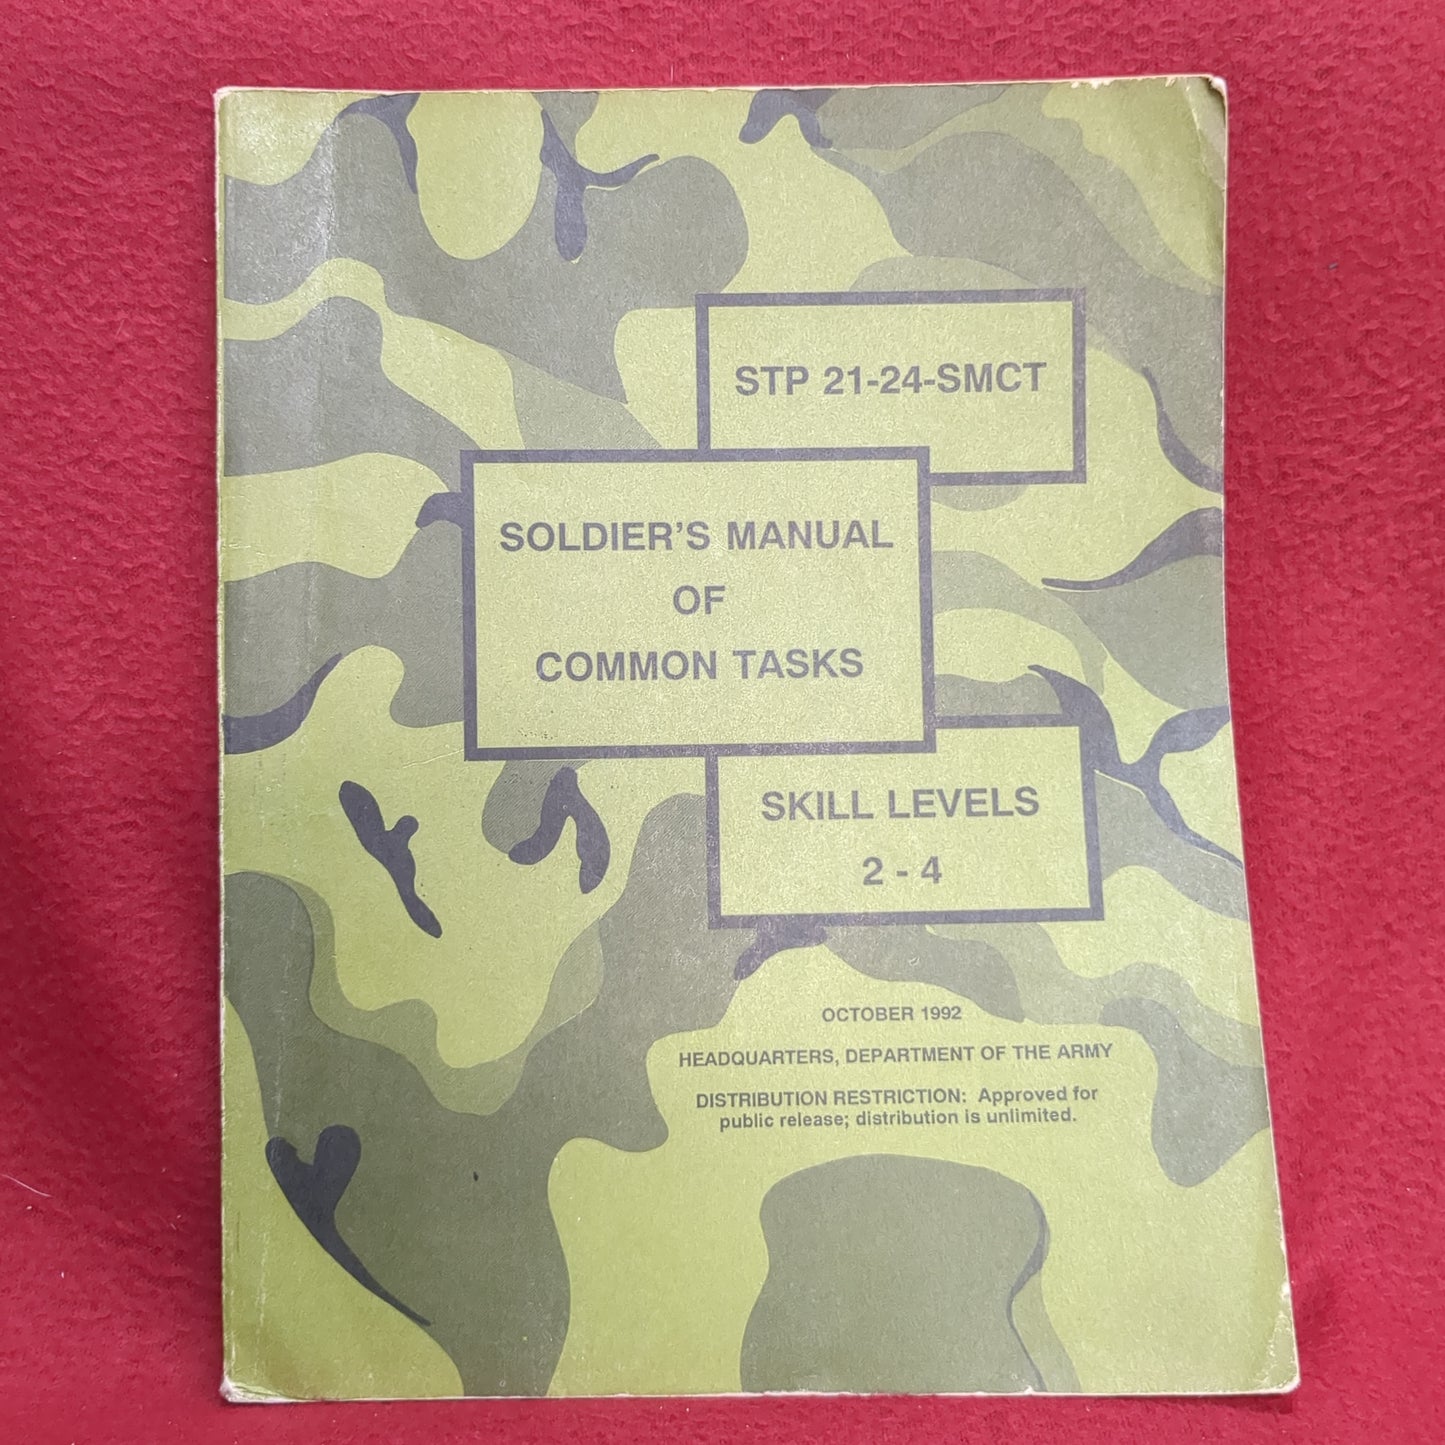 STP 21-24-SMCT
SOLDIER'S MANUAL
OF
COMMON TASKS
SKILL LEVELS
2 - 4
OCTOBER 1992
HEADQUARTERS, DEPARTMENT OF THE ARMY
DISTRIBUTION RESTRICTION: Approved for
public release; distribution is unlimited.